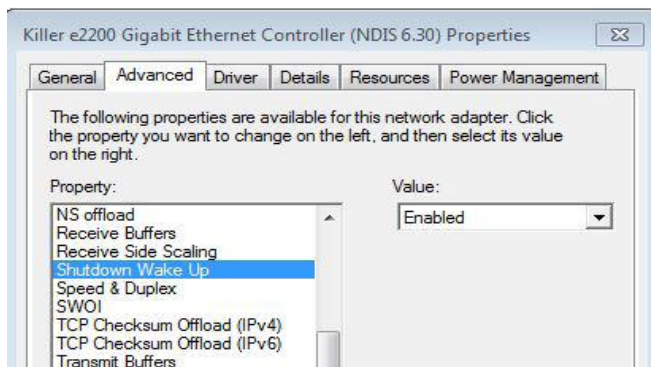 Killer e2200 Gigabit Ethernet Controller (NDIS 6.30) Properties
General Advanced Driver Details Resources Power Management
The following properties are available for this network adapter. Click
the property you want to change on the left, and then select its value
on the right.
Property:
Value:
NS offload
Receive Buffers
Receive Side Scaling
Shutdown Wake Up
Speed & Duplex
SWOI
TCP Checksum Offload (IPv4)
TCP Checksum Offload (IPv6)
Transmit Buffers
Enabled